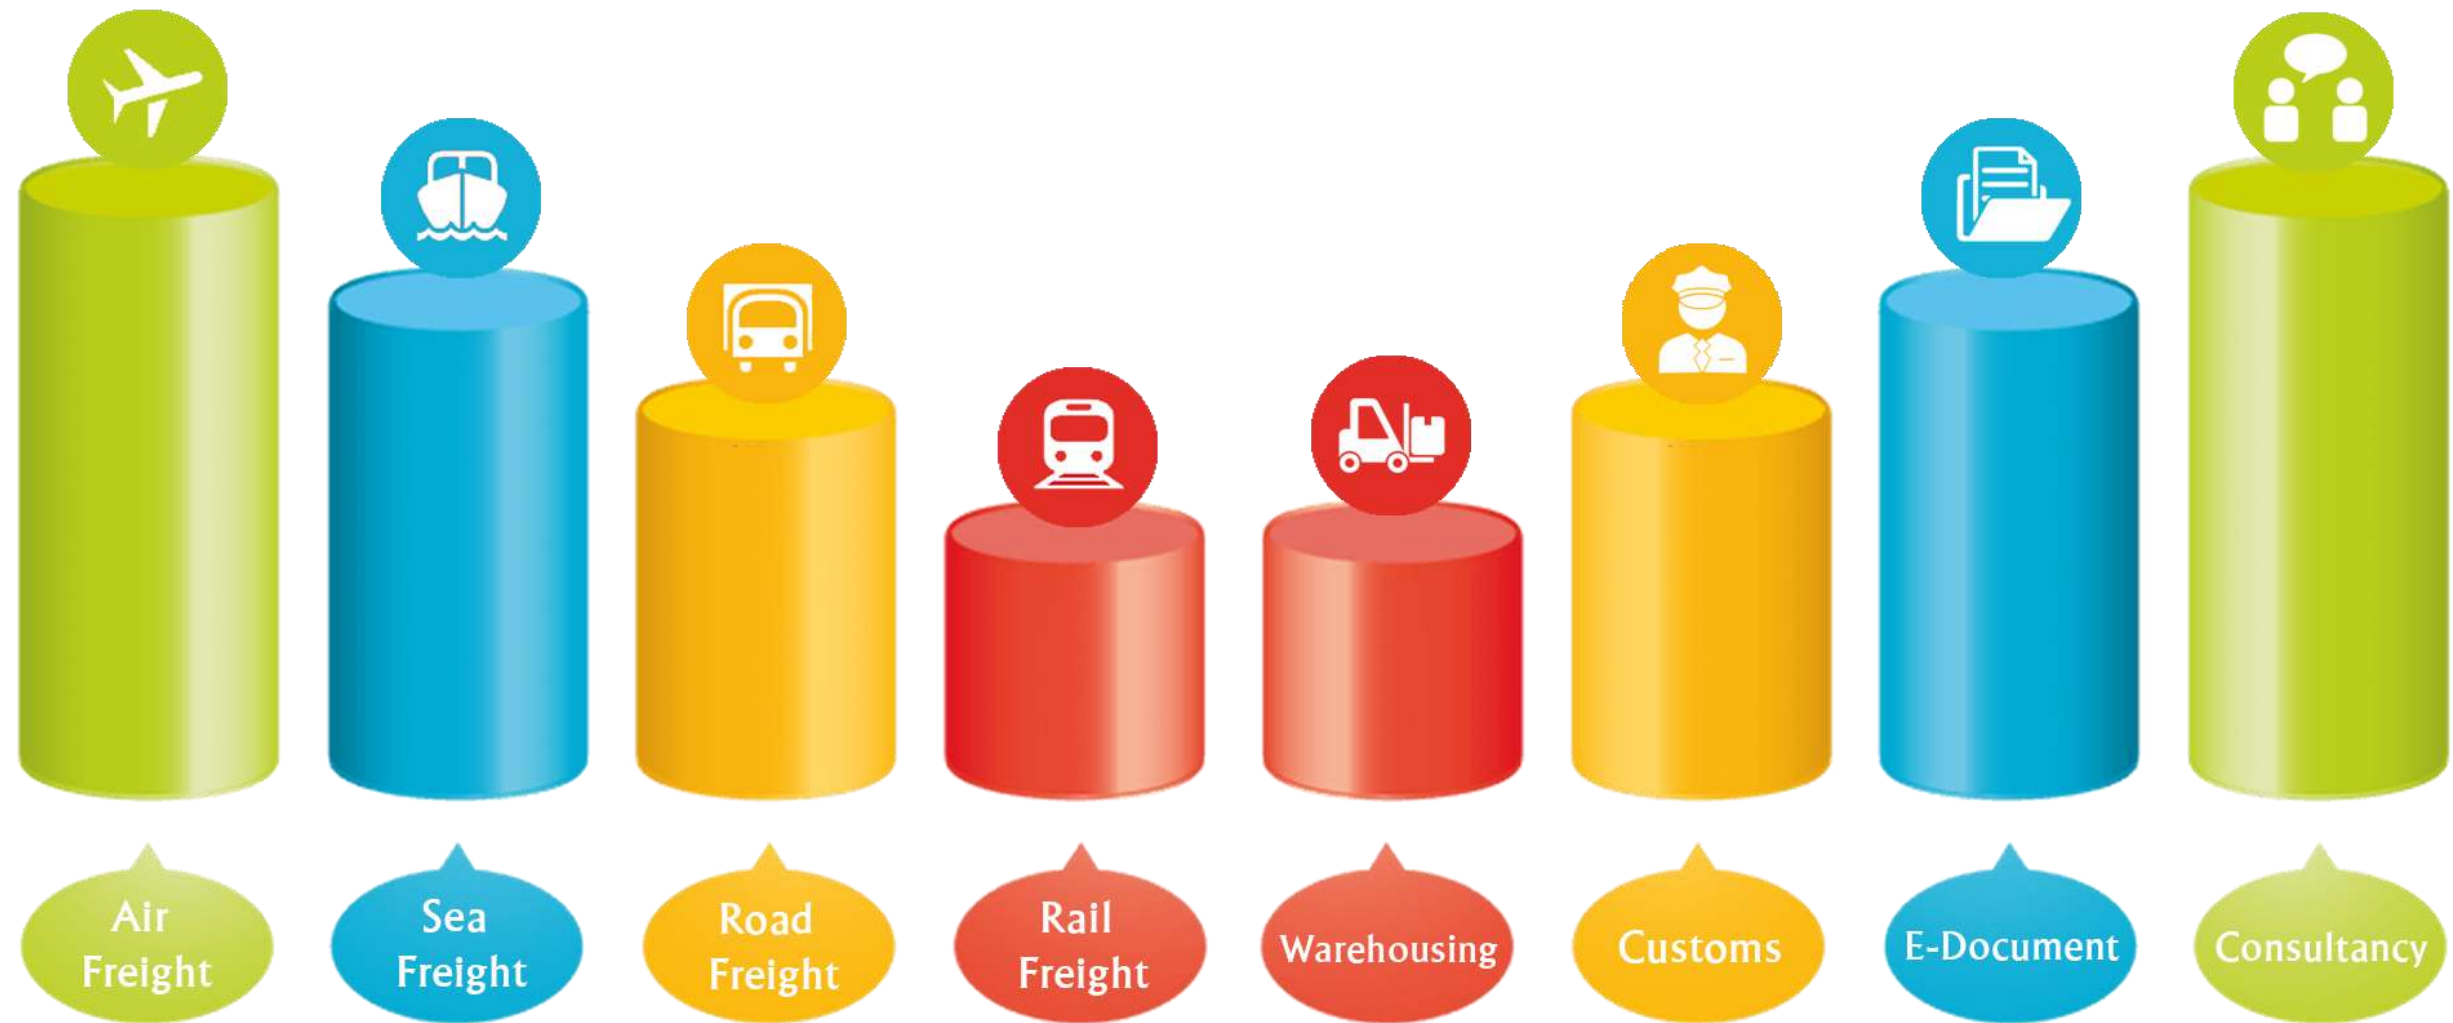 Air
Freight
Sea
Freight
Road
Freight
Rail
Freight
Warehousing
Customs
E-Document
Consultancy